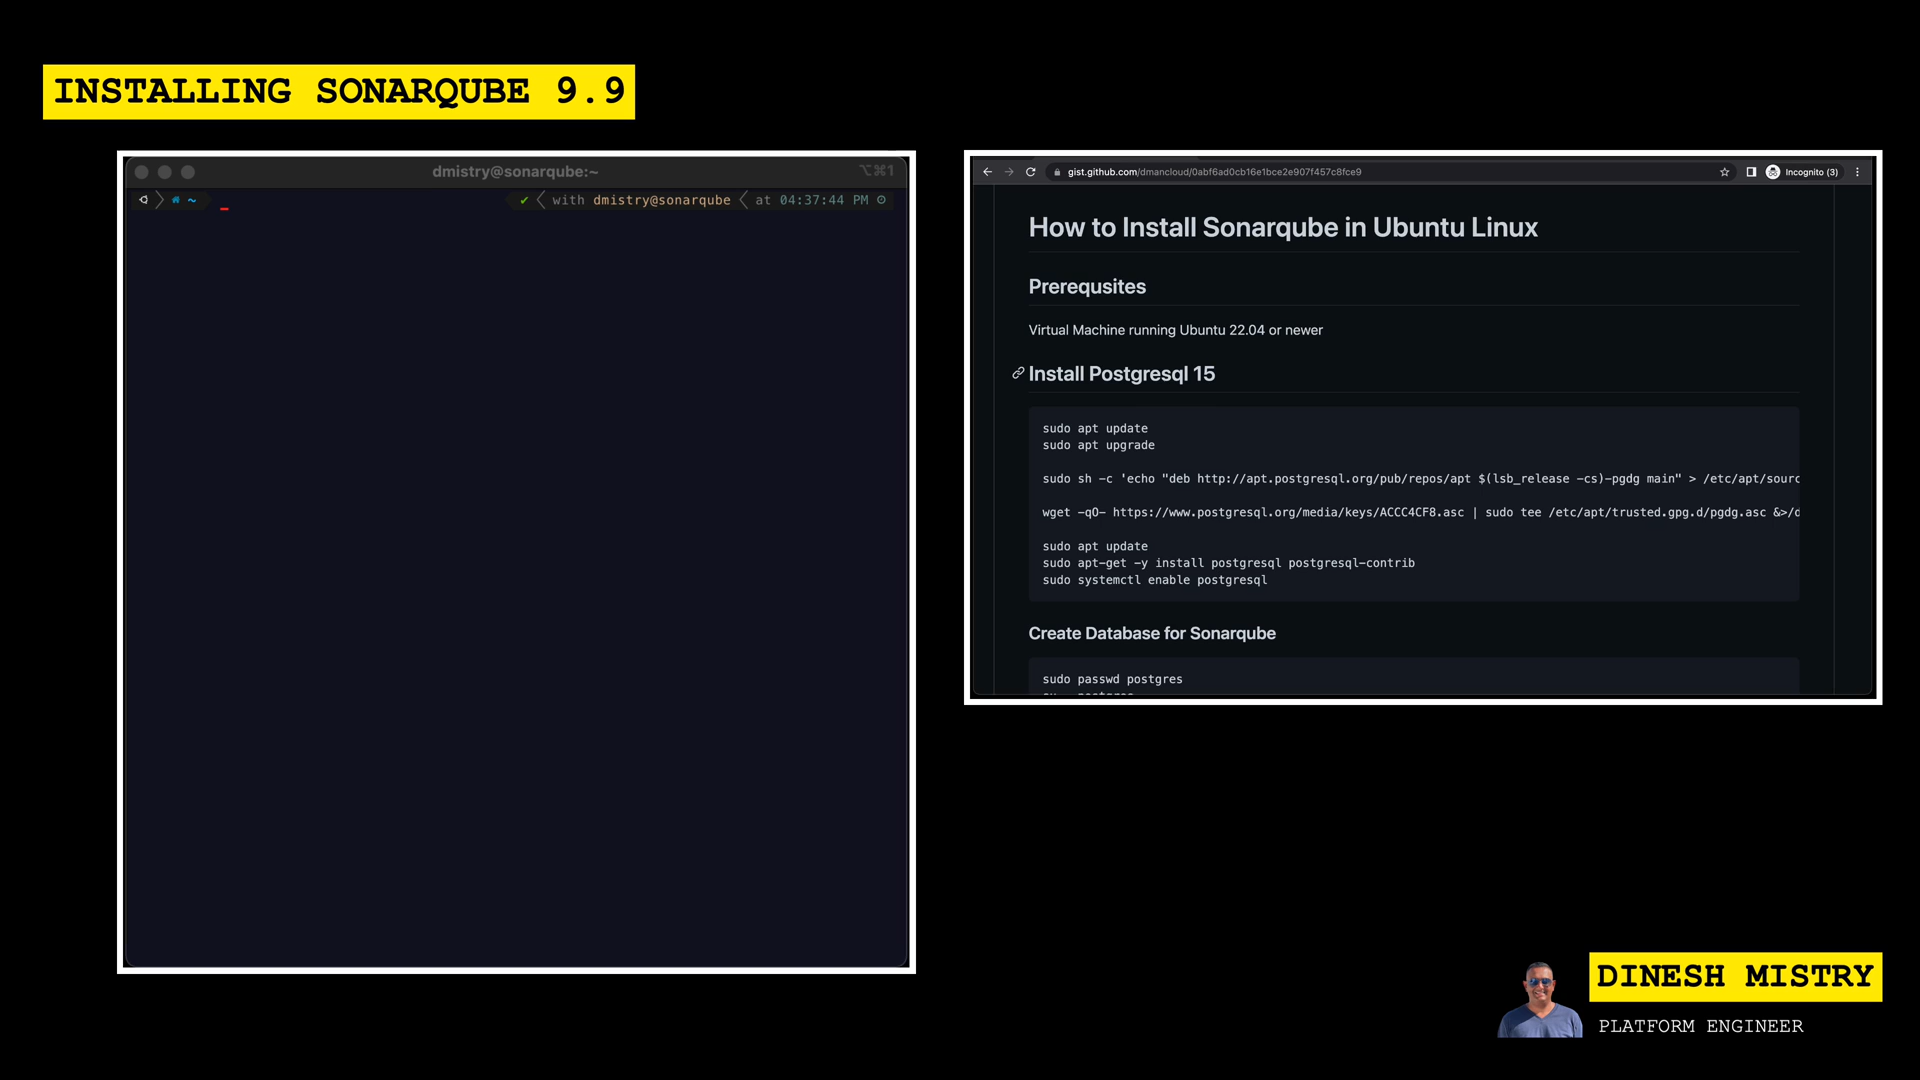 INSTALLING SONARQUBE 9.9
dmistry@sonarqube:~
⌥⌘1
~
✔ with dmistry@sonarqube at 04:37:44 PM
gist.github.com/dmancloud/0abf6ad0cb16e1bce2e907f457c8fce9
Incognito (3)
How to Install Sonarqube in Ubuntu Linux
Prerequsites
Virtual Machine running Ubuntu 22.04 or newer
Install Postgresql 15
sudo apt update
sudo apt upgrade
sudo sh -c 'echo "deb http://apt.postgresql.org/pub/repos/apt $(lsb_release -cs)-pgdg main" > /etc/apt/sourc
wget -qO- https://www.postgresql.org/media/keys/ACCC4CF8.asc | sudo tee /etc/apt/trusted.gpg.d/pgdg.asc &>/d
sudo apt update
sudo apt-get -y install postgresql postgresql-contrib
sudo systemctl enable postgresql
Create Database for Sonarqube
sudo passwd postgres
DINESH MISTRY
PLATFORM ENGINEER